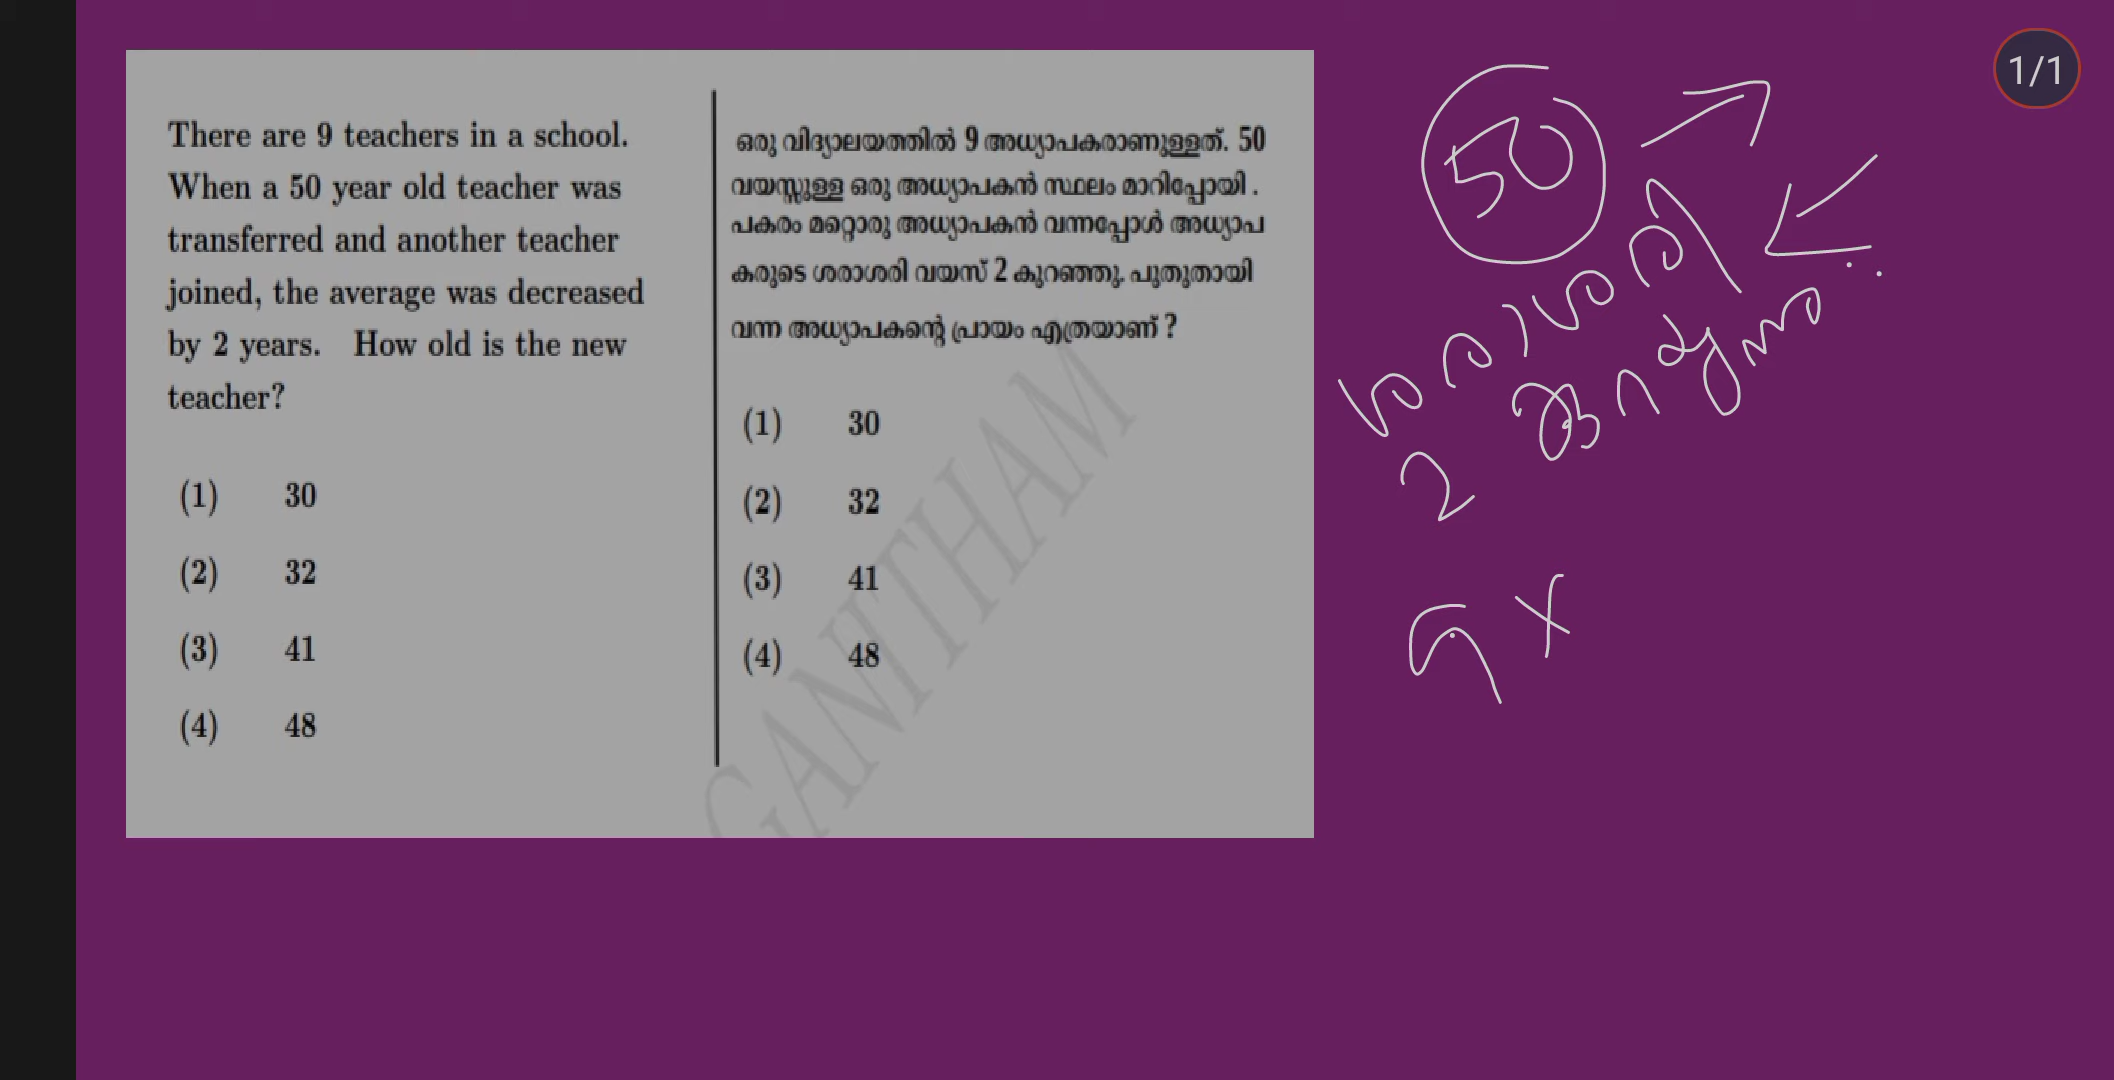 There are 9 teachers in a school.
When a 50 year old teacher was
transferred and another teacher
joined, the average was decreased
by 2 years. How old is the new
teacher?
(1) 30
(2) 32
(3) 41
(4) 48
ഒരു വിദ്യാലയത്തിൽ 9 അധ്യാപകരാണുള്ളത്. 50
വയസ്സുള്ള ഒരു അധ്യാപകൻ സ്ഥലം മാറിപ്പോയി .
പകരം മറ്റൊരു അധ്യാപകൻ വന്നപ്പോൾ അധ്യാപ
കരുടെ ശരാശരി വയസ് 2 കുറഞ്ഞു. പുതുതായി
വന്ന അധ്യാപകന്റെ പ്രായം എത്രയാണ് ?
(1) 30
(2) 32
(3) 41
(4) 48
GANITHAM
50
ശരാശരി
2
9 ×
1/1